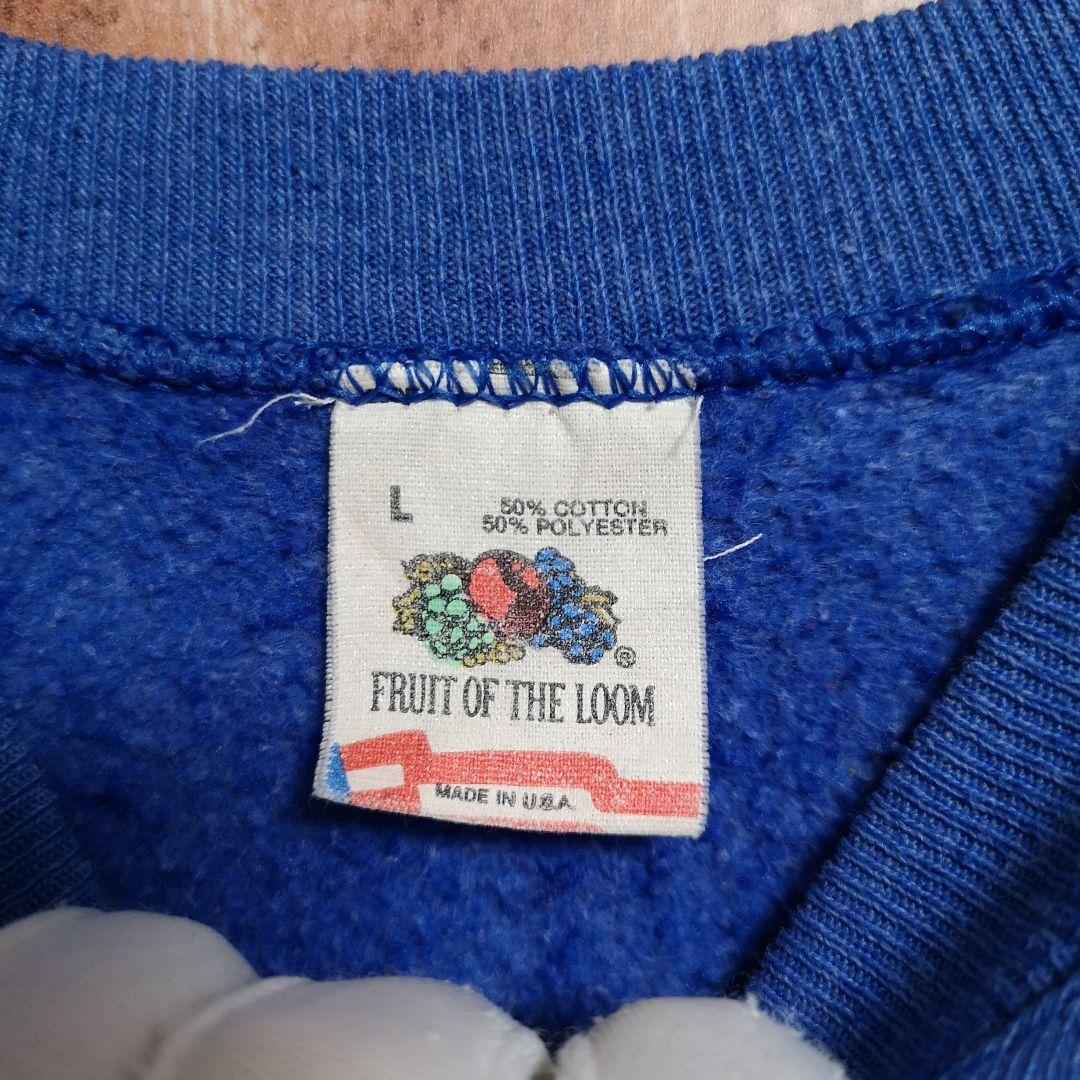 L
50% COTTON
50% POLYESTER
®
FRUIT OF THE LOOM
MADE IN U.S.A.